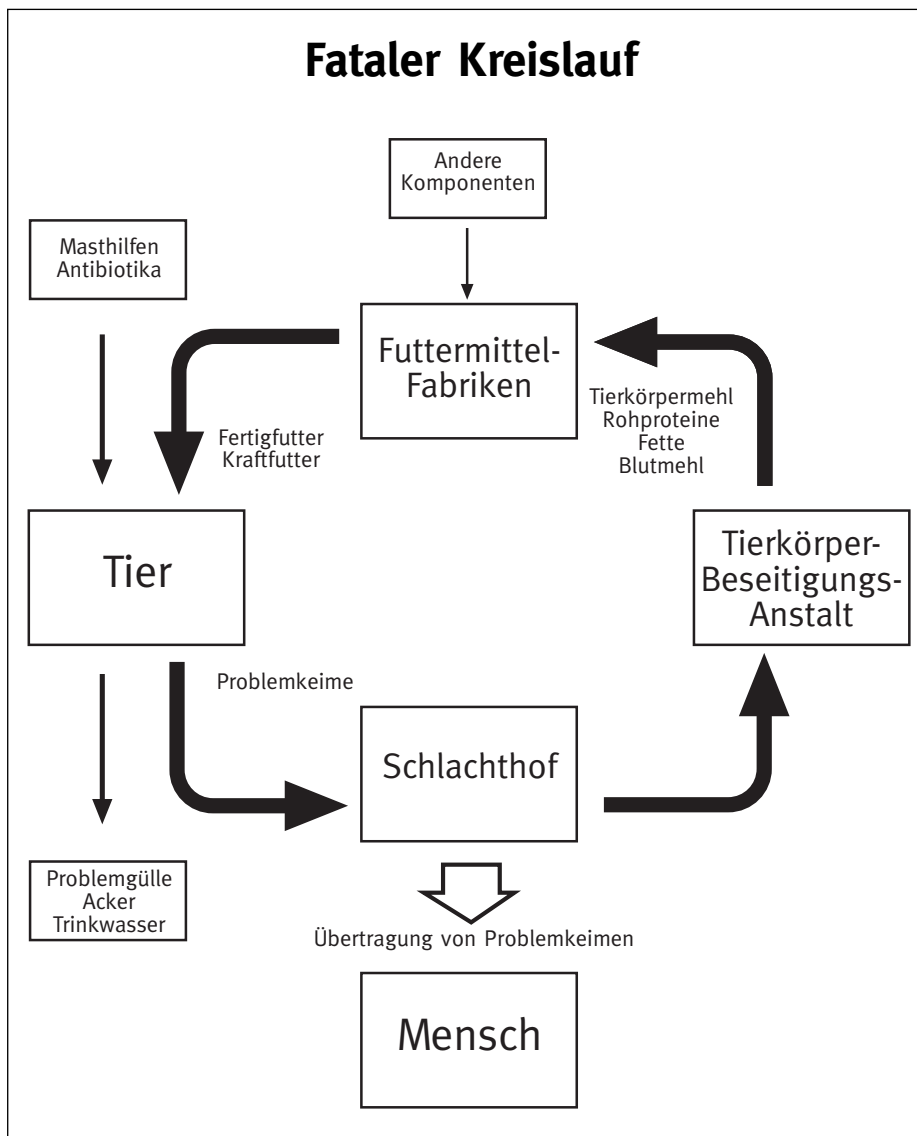 Fataler Kreislauf
Andere
Komponenten
Masthilfen
Antibiotika
Futtermittel-
Fabriken
Fertigfutter
Kraftfutter
Tierkörpermehl
Rohproteine
Fette
Blutmehl
Tier
Tierkörper-
Beseitigungs-
Anstalt
Problemkeime
Schlachthof
Problemgülle
Acker
Trinkwasser
Übertragung von Problemkeimen
Mensch